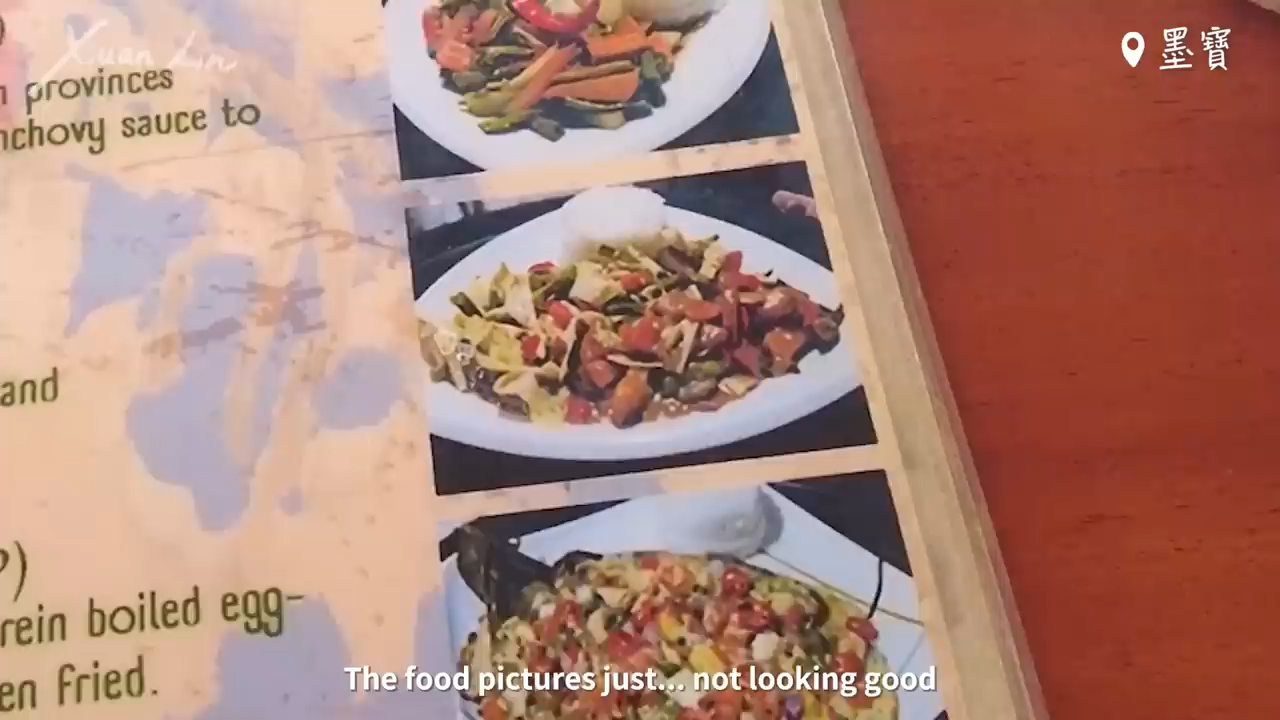 Xuan Lin
墨寶
provinces
nchovy sauce to
and
P)
rein boiled egg-
en fried.
The food pictures just... not looking good